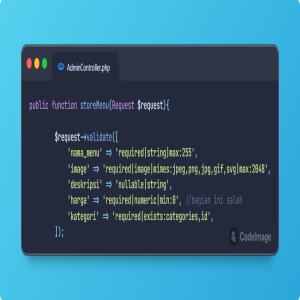 AdminController.php
public function storeMenu(Request $request){
$request->validate([
'nama_menu' => 'required|string|max:255',
'image' => 'required|image|mimes:jpeg,png,jpg,gif,svg|max:2048',
'deskripsi' => 'nullable|string',
'harga' => 'required|numeric|min:0', //bagian ini salah
'kategori' => 'required|exists:categories,id',
]);
CodeImage